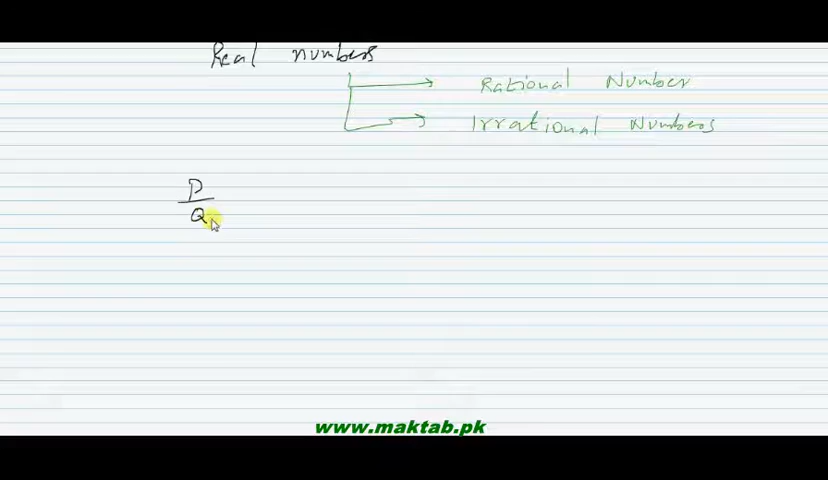 Real numbers
Rational Number
Irrational Numbers
P
Q
www.maktab.pk